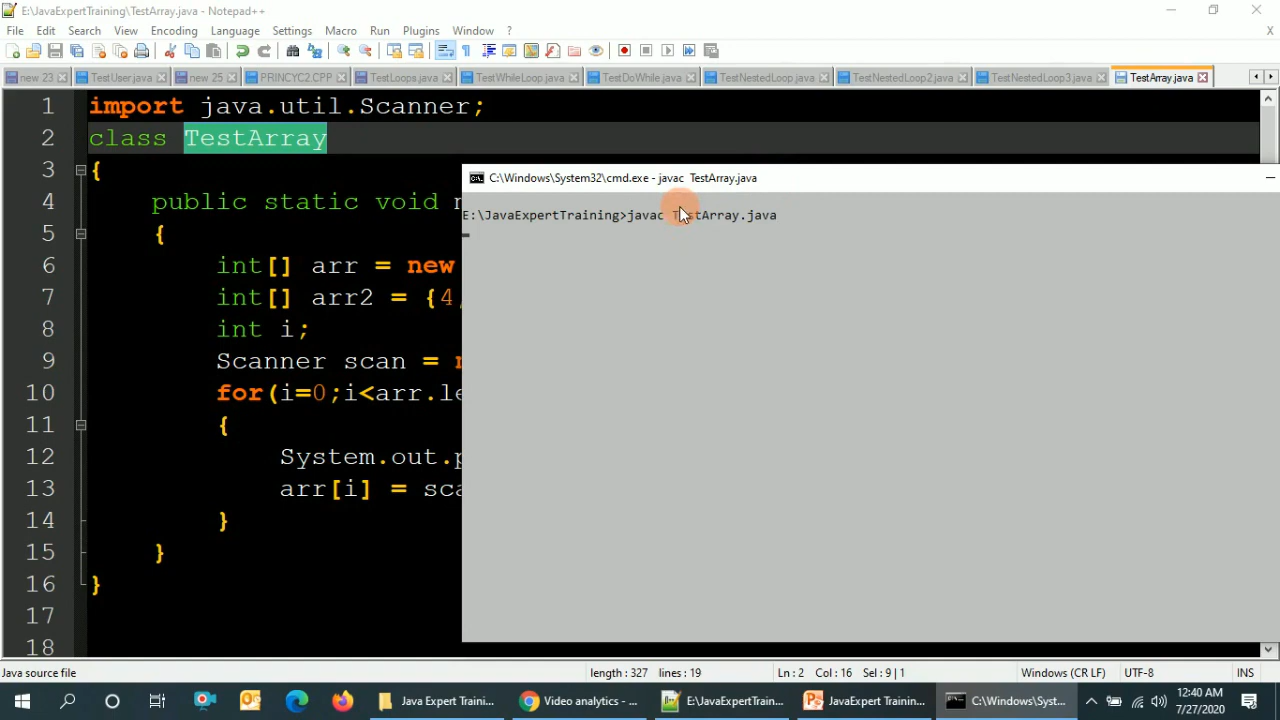 E:\JavaExpertTraining\TestArray.java - Notepad++
File Edit Search View Encoding Language Settings Macro Run Plugins Window ?
X
new 23 TestUser.java new 25 PRINCYC2.CPP TestLoops.java TestWhileLoop.java TestDoWhile.java TestNestedLoop.java TestNestedLoop2.java TestNestedLoop3.java TestArray.java
1 import java.util.Scanner;
2 class TestArray
3 {
4 public static void
5 {
6 int[] arr = new
7 int[] arr2 = {4,
8 int i;
9 Scanner scan =
10 for(i=0;i<arr.le
11 {
12 System.out.p
13 arr[i] = sca
14 }
15 }
16 }
17
18
C:\Windows\System32\cmd.exe - javac TestArray.java
E:\JavaExpertTraining>javac TestArray.java
Java source file length : 327 lines : 19 Ln : 2 Col : 16 Sel : 9 | 1 Windows (CR LF) UTF-8 INS
Java Expert Traini... Video analytics - ... E:\JavaExpertTrain... JavaExpert Trainin... C:\Windows\Syst...
12:40 AM
7/27/2020